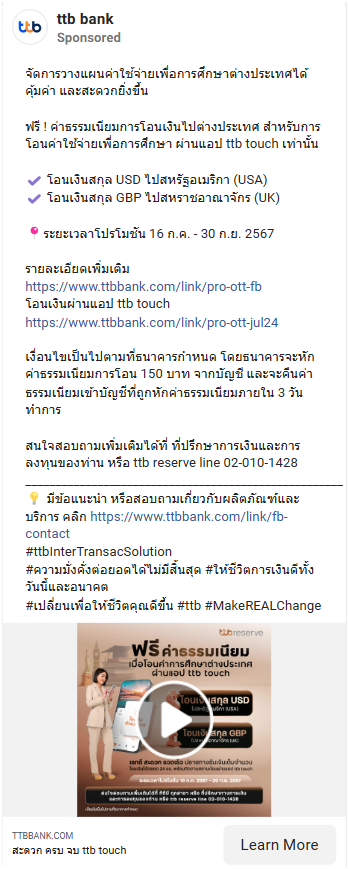 ttb
ttb bank
Sponsored
จัดการวางแผนค่าใช้จ่ายเพื่อการศึกษาต่างประเทศได้
คุ้มค่า และสะดวกยิ่งขึ้น
ฟรี ! ค่าธรรมเนียมการโอนเงินไปต่างประเทศ สำหรับการ
โอนค่าใช้จ่ายเพื่อการศึกษา ผ่านแอป ttb touch เท่านั้น
✔ โอนเงินสกุล USD ไปสหรัฐอเมริกา (USA)
✔ โอนเงินสกุล GBP ไปสหราชอาณาจักร (UK)
📍ระยะเวลาโปรโมชัน 16 ก.ค. - 30 ก.ย. 2567
รายละเอียดเพิ่มเติม
https://www.ttbbank.com/link/pro-ott-fb
โอนเงินผ่านแอป ttb touch
https://www.ttbbank.com/link/pro-ott-jul24
เงื่อนไขเป็นไปตามที่ธนาคารกำหนด โดยธนาคารจะหัก
ค่าธรรมเนียมการโอน 150 บาท จากบัญชี และจะคืนค่า
ธรรมเนียมเข้าบัญชีที่ถูกหักค่าธรรมเนียมภายใน 3 วัน
ทำการ
สนใจสอบถามเพิ่มเติมได้ที่ ที่ปรึกษาการเงินและการ
ลงทุนของท่าน หรือ ttb reserve line 02-010-1428
💡 มีข้อแนะนำ หรือสอบถามเกี่ยวกับผลิตภัณฑ์และ
บริการ คลิก https://www.ttbbank.com/link/fb-
contact
#ttbInterTransacSolution
#ความมั่งคั่งต่อยอดได้ไม่มีสิ้นสุด #ให้ชีวิตการเงินดีทั้ง
วันนี้และอนาคต
#เปลี่ยนเพื่อให้ชีวิตคุณดีขึ้น #ttb #MakeREALChange
ttb reserve
ฟรี ค่าธรรมเนียม
เมื่อโอนค่าการศึกษาต่างประเทศ
ผ่านแอป ttb touch
โอนเงินสกุล USD
(USA)
โอนเงินสกุล GBP
(UK)
หรือ ttb reserve line 02-010-1428
TTBBANK.COM
สะดวก ครบ จบ ttb touch
Learn More